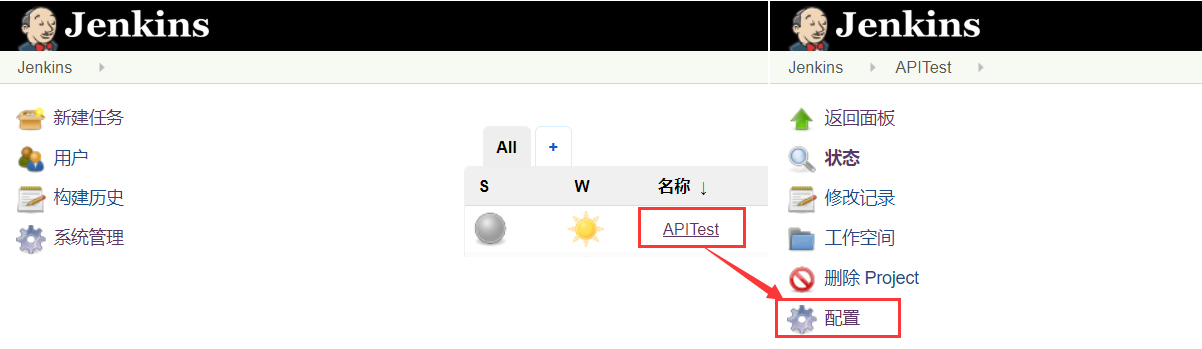 Jenkins
Jenkins
新建任务
用户
构建历史
系统管理
All +
S W 名称 ↓
APITest
Jenkins
Jenkins APITest
返回面板
状态
修改记录
工作空间
删除 Project
配置